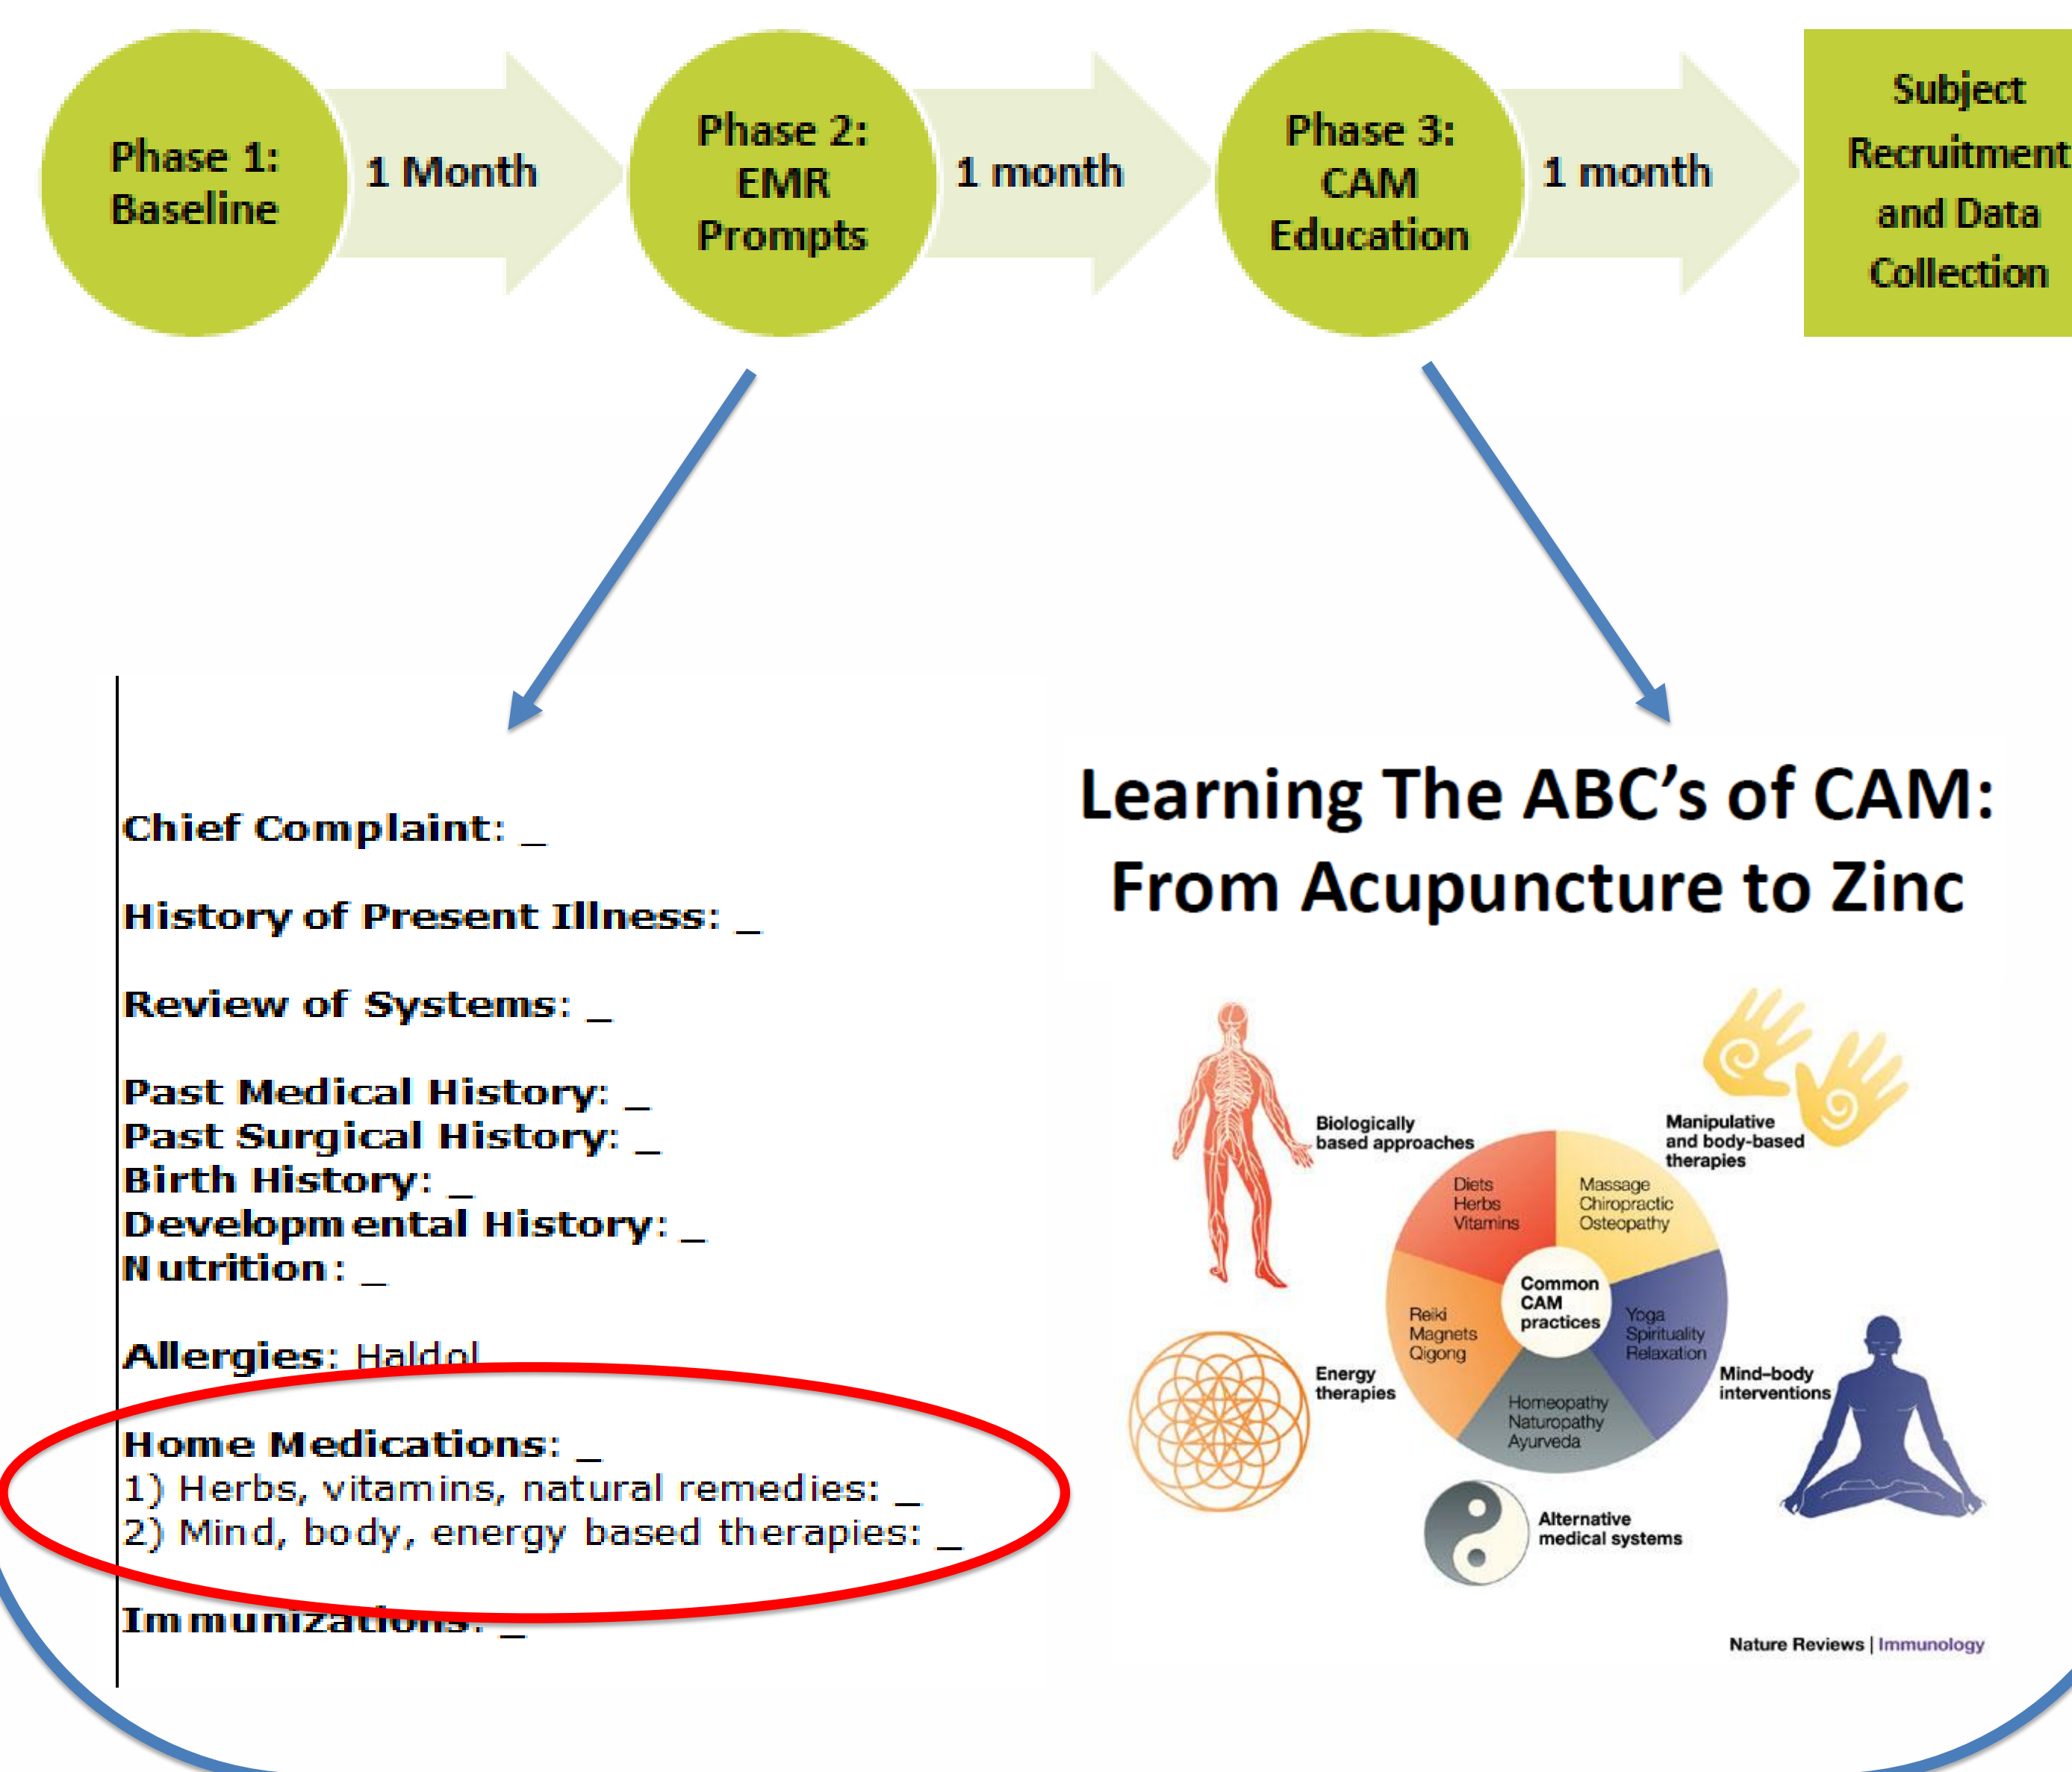 Phase 1:
Baseline
1 Month
Phase 2:
EMR
Prompts
1 month
Phase 3:
CAM
Education
1 month
Subject
Recruitment
and Data
Collection
Chief Complaint: _
History of Present Illness: _
Review of Systems: _
Past Medical History: _
Past Surgical History: _
Birth History: _
Developmental History: _
Nutrition: _
Allergies: Haldol
Home Medications: _
1) Herbs, vitamins, natural remedies: _
2) Mind, body, energy based therapies: _
Immunizations: _
Learning The ABC's of CAM:
From Acupuncture to Zinc
Biologically
based approaches
Manipulative
and body-based
therapies
Diets
Herbs
Vitamins
Massage
Chiropractic
Osteopathy
Common
CAM
practices
Reiki
Magnets
Qigong
Yoga
Spirituality
Relaxation
Energy
therapies
Mind–body
interventions
Homeopathy
Naturopathy
Ayurveda
Alternative
medical systems
Nature Reviews | Immunology